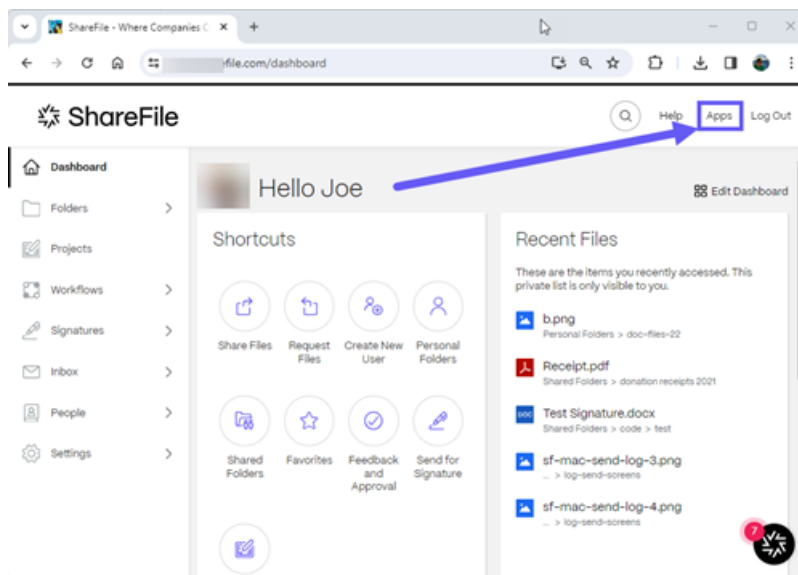 ShareFile - Where Companies C
file.com/dashboard
ShareFile
Help Apps Log Out
Dashboard
Folders
Projects
Workflows
Signatures
Inbox
People
Settings
Hello Joe
Edit Dashboard
Shortcuts
Share Files
Request
Files
Create New
User
Personal
Folders
Shared
Folders
Favorites
Feedback
and
Approval
Send for
Signature
Recent Files
These are the items you recently accessed. This
private list is only visible to you.
b.png
Personal Folders > doc-files-22
Receipt.pdf
Shared Folders > donation receipts 2021
DOC
Test Signature.docx
Shared Folders > code > test
sf-mac-send-log-3.png
... > log-send-screens
sf-mac-send-log-4.png
... > log-send-screens
7